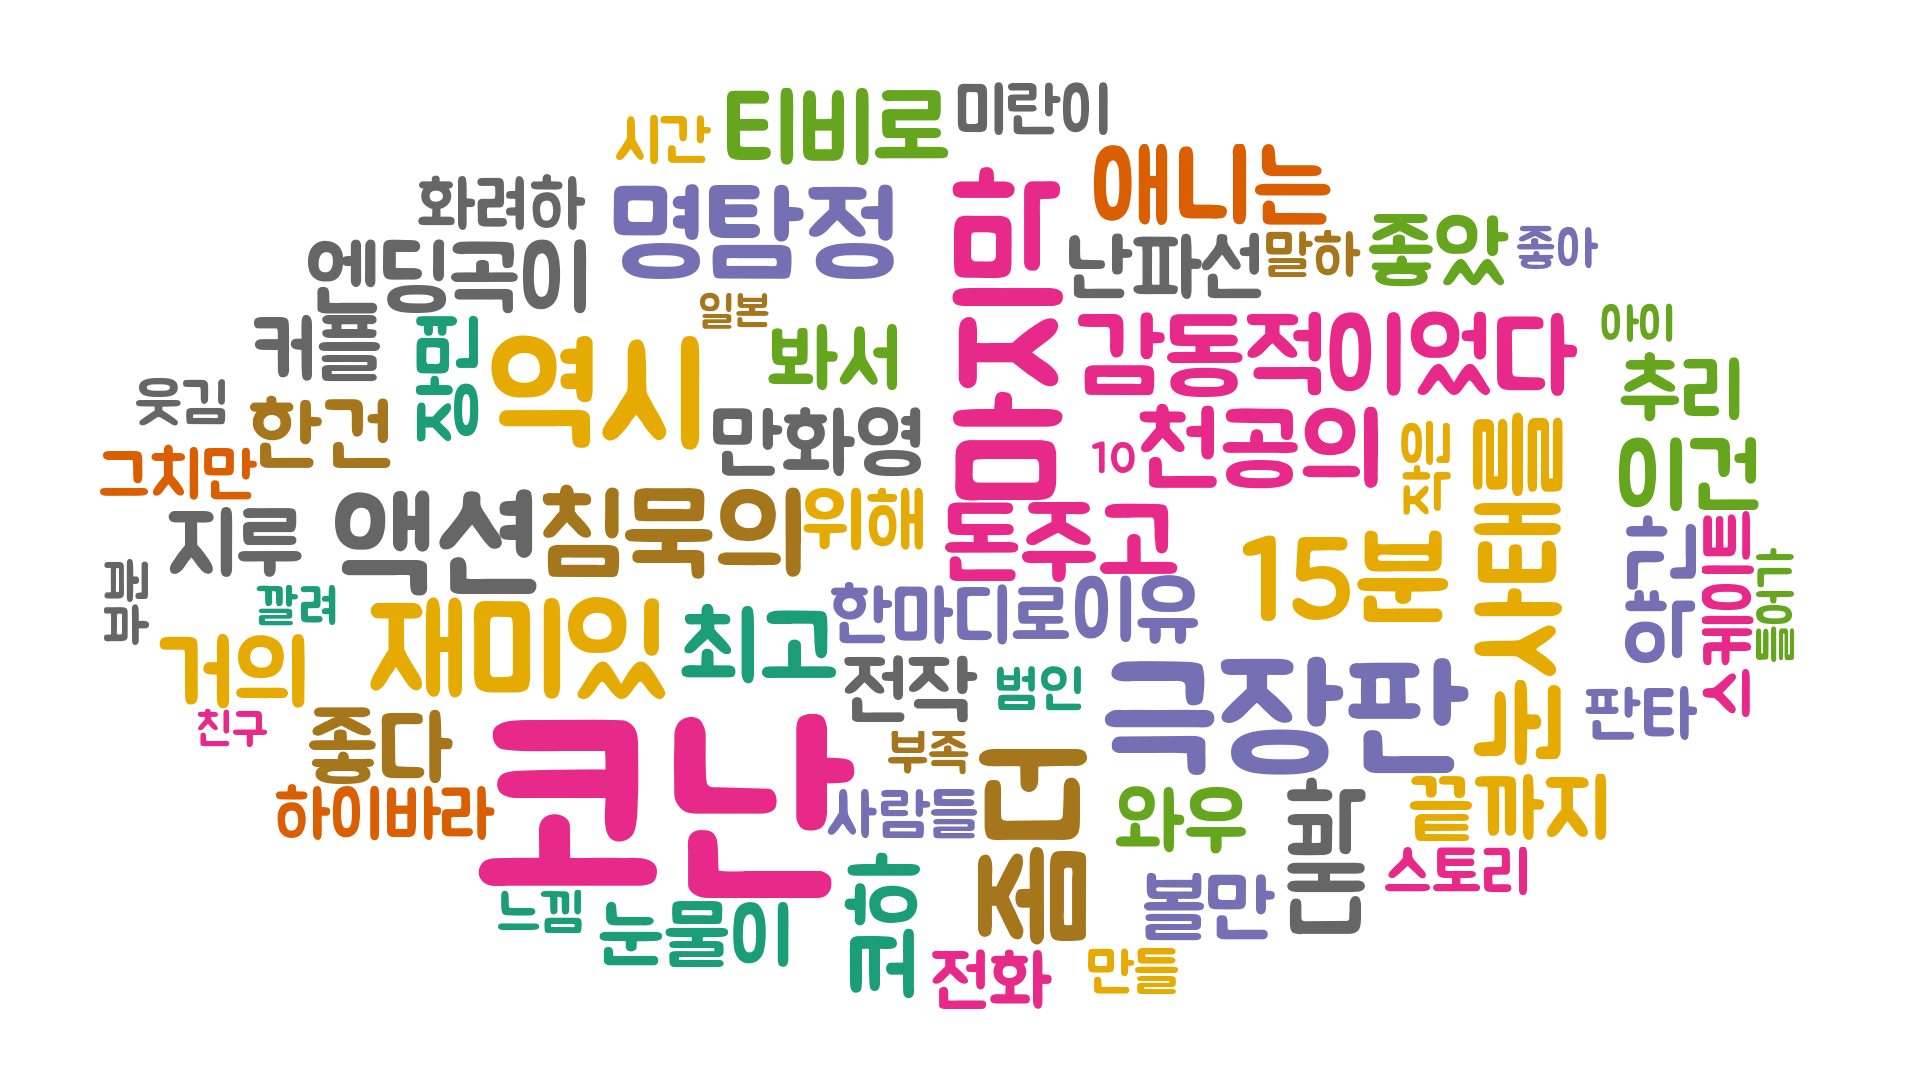 시간
티비로
미란이
애니는
화려하
명탐정
엔딩곡이
난파선
말하
좋았
좋아
일본
커플
역시
봐서
감동적이었다
아이
추리
웃김
한건
만화영
10
천공의
이건
그치만
지루
액션
침묵의
위해
돈주고
15분
깔려
거의
재미있
최고
한마디로이유
전작
범인
극장판
판타
친구
좋다
코난
부족
하이바라
사람들
와우
끝까지
스토리
볼만
느낌
눈물이
전화
만들